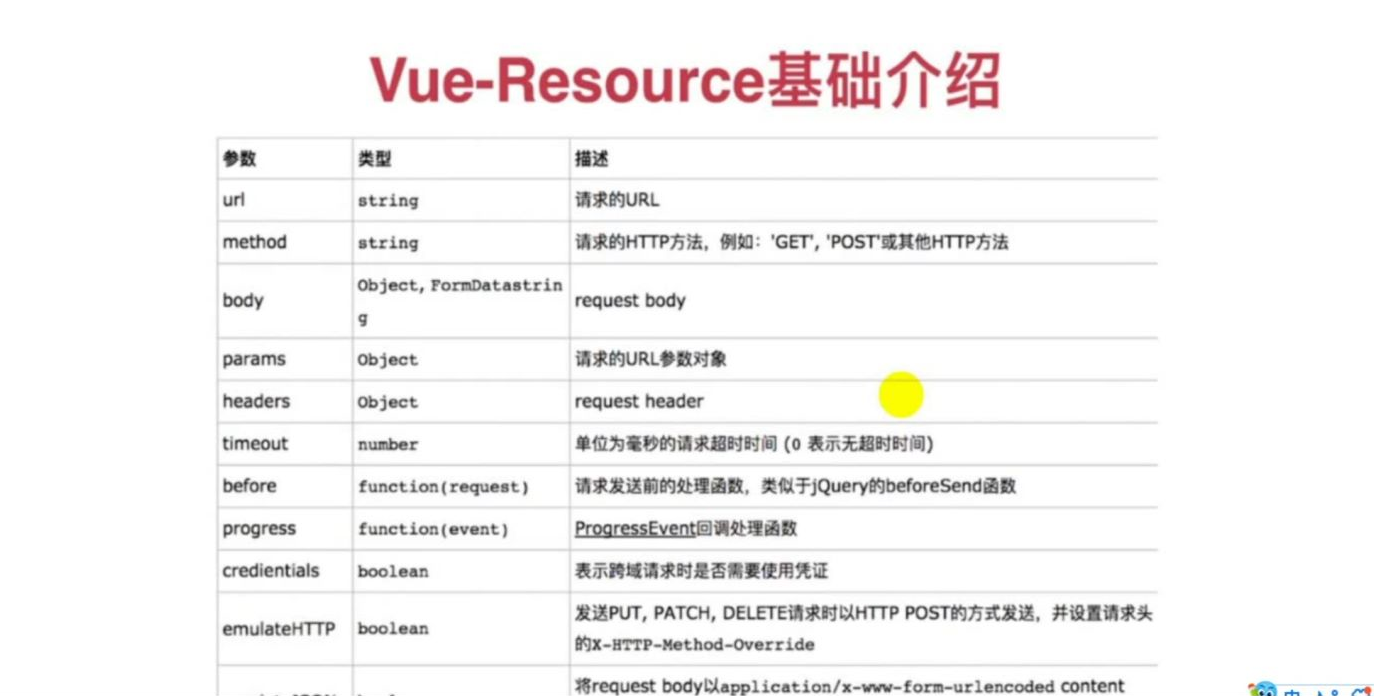 Vue-Resource基础介绍
参数 类型 描述
url string 请求的URL
method string 请求的HTTP方法，例如：'GET', 'POST'或其他HTTP方法
body Object, FormDatastrin
g request body
params Object 请求的URL参数对象
headers Object request header
timeout number 单位为毫秒的请求超时时间 (0 表示无超时时间)
before function(request) 请求发送前的处理函数，类似于jQuery的beforeSend函数
progress function(event) ProgressEvent回调处理函数
credientials boolean 表示跨域请求时是否需要使用凭证
emulateHTTP boolean 发送PUT, PATCH, DELETE请求时以HTTP POST的方式发送，并设置请求头
的X-HTTP-Method-Override
将request body以application/x-www-form-urlencoded content